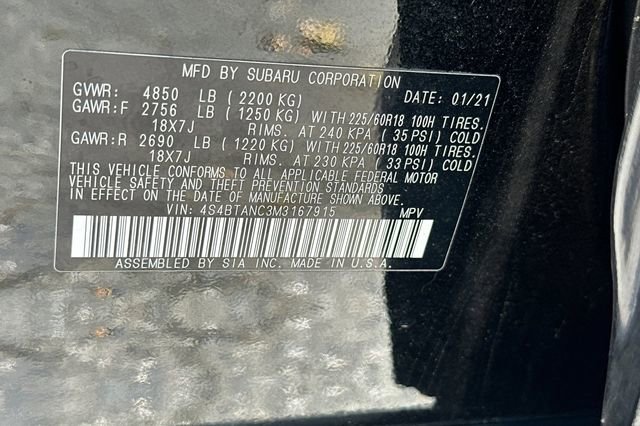 MFD BY SUBARU CORPORATION
GVWR: 4850 LB ( 2200 KG) DATE: 01/21
GAWR:F 2756 LB ( 1250 KG) WITH 225/60R18 100H TIRES.
18X7J RIMS. AT 240 KPA ( 35 PSI) COLD
GAWR:R 2690 LB ( 1220 KG) WITH 225/60R18 100H TIRES.
18X7J RIMS. AT 230 KPA ( 33 PSI) COLD
THIS VEHICLE CONFORMS TO ALL APPLICABLE FEDERAL MOTOR
VEHICLE SAFETY AND THEFT PREVENTION STANDARDS
IN EFFECT ON THE DATE OF MANUFACTURE SHOWN ABOVE.
VIN: 4S4BTANC3M3167915 MPV
ASSEMBLED BY SIA INC. MADE IN U.S.A.